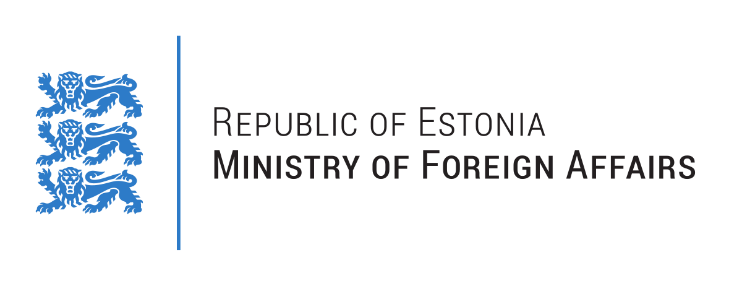 Republic of Estonia
Ministry of Foreign Affairs